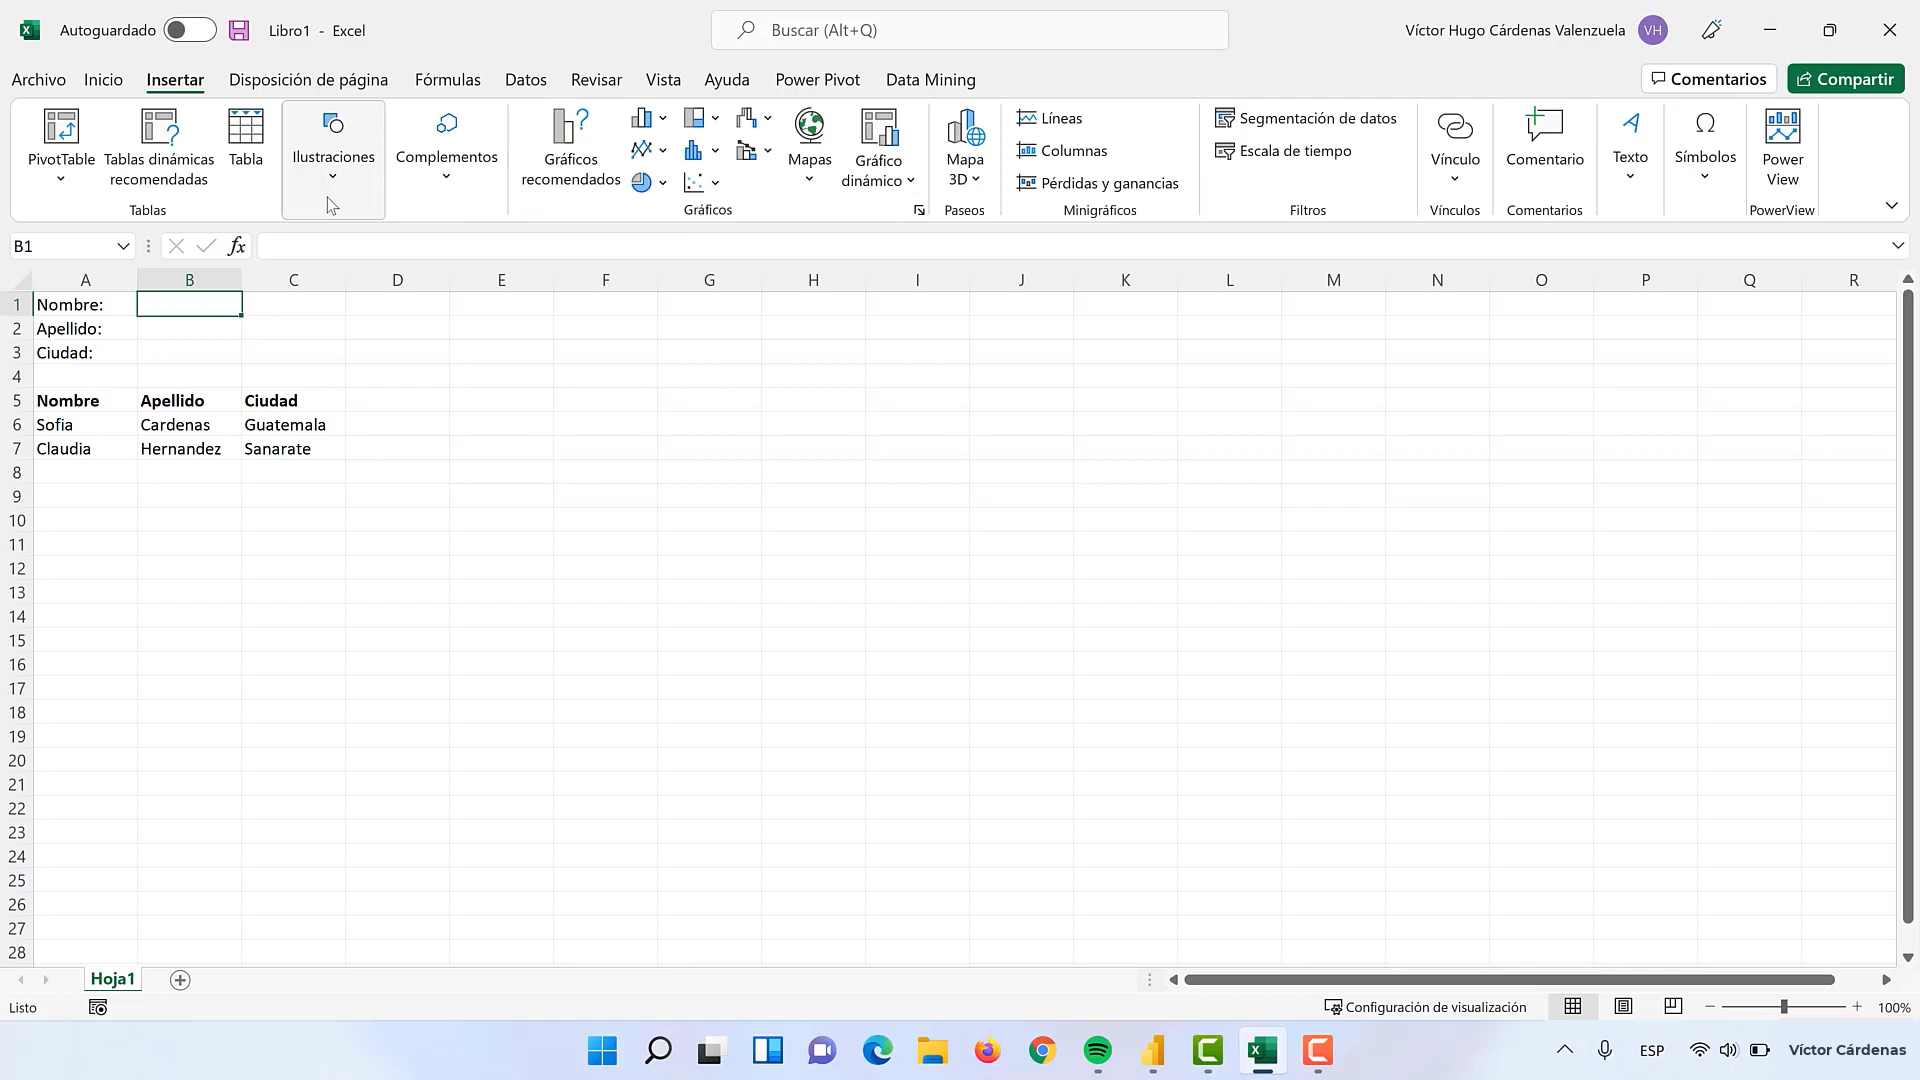 Autoguardado
Libro1 - Excel
Buscar (Alt+Q)
Víctor Hugo Cárdenas Valenzuela
VH
Archivo Inicio Insertar Disposición de página Fórmulas Datos Revisar Vista Ayuda Power Pivot Data Mining
Comentarios
Compartir
PivotTable
Tablas dinámicas
recomendadas
Tabla
Tablas
Ilustraciones
Complementos
Gráficos
recomendados
Mapas
Gráfico
dinámico
Gráficos
Mapa
3D
Paseos
Líneas
Columnas
Pérdidas y ganancias
Minigráficos
Segmentación de datos
Escala de tiempo
Filtros
Vínculo
Vínculos
Comentario
Comentarios
Texto
Símbolos
Power
View
PowerView
B1
fx
A B C D E F G H I J K L M N O P Q R
1 Nombre:
2 Apellido:
3 Ciudad:
4
5 Nombre Apellido Ciudad
6 Sofia Cardenas Guatemala
7 Claudia Hernandez Sanarate
8
9
10
11
12
13
14
15
16
17
18
19
20
21
22
23
24
25
26
27
28
Hoja1
Listo
Configuración de visualización
100%
ESP
Víctor Cárdenas